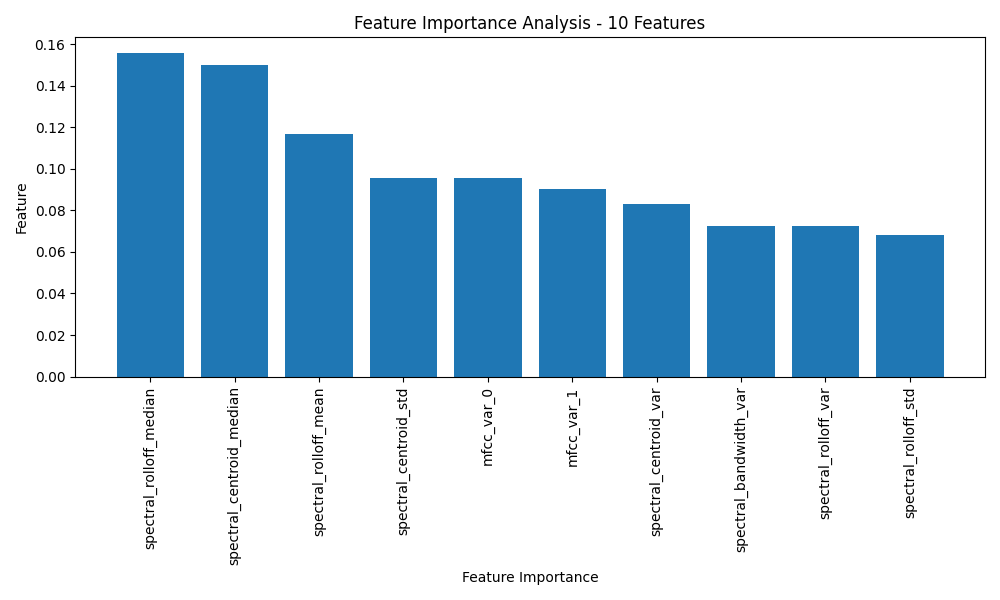 Feature Importance Analysis - 10 Features
Feature
0.16
0.14
0.12
0.10
0.08
0.06
0.04
0.02
0.00
spectral_rolloff_median
spectral_centroid_median
spectral_rolloff_mean
spectral_centroid_std
mfcc_var_0
mfcc_var_1
spectral_centroid_var
spectral_bandwidth_var
spectral_rolloff_var
spectral_rolloff_std
Feature Importance